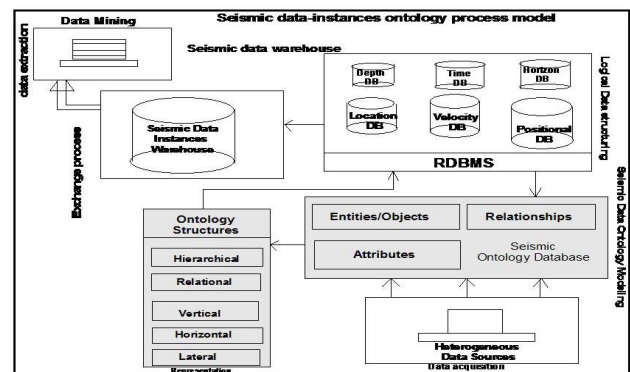 Data Mining
Seismic data-instances ontology process model
data extraction
Seismic data warehouse
Depth
DB
Time
DB
Horizon
DB
Location
DB
Velocity
DB
Positional
DB
RDBMS
Logical Data structuring
Seismic Data
Instances
Warehouse
Exchange process
Ontology
Structures
Hierarchical
Relational
Vertical
Horizontal
Lateral
Representation
Entities/Objects
Relationships
Attributes
Seismic
Ontology Database
Seismic Data Ontology Modeling
Heterogeneous
Data Sources
Data acquisition